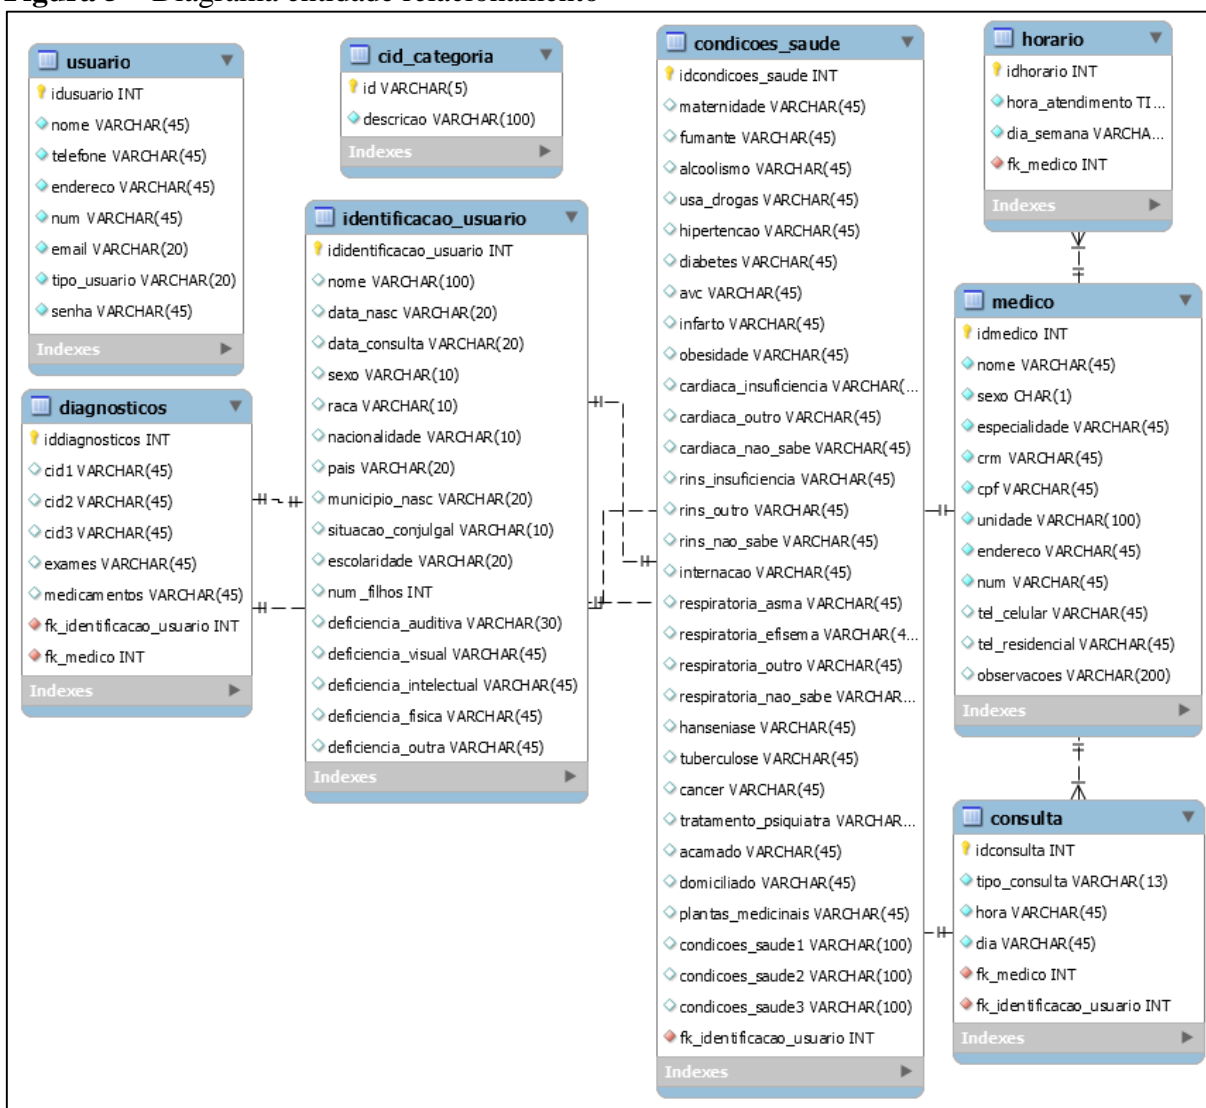 Figura 3 – Diagrama entidade relacionamento
usuario
idusuario INT
nome VARCHAR(45)
telefone VARCHAR(45)
endereco VARCHAR(45)
num VARCHAR(45)
email VARCHAR(20)
tipo_usuario VARCHAR(20)
senha VARCHAR(45)
Indexes
diagnosticos
iddiagnosticos INT
cid1 VARCHAR(45)
cid2 VARCHAR(45)
cid3 VARCHAR(45)
exames VARCHAR(45)
medicamentos VARCHAR(45)
fk_identificacao_usuario INT
fk_medico INT
Indexes
cid_categoria
id VARCHAR(5)
descricao VARCHAR(100)
Indexes
identificacao_usuario
ididentificacao_usuario INT
nome VARCHAR(100)
data_nasc VARCHAR(20)
data_consulta VARCHAR(20)
sexo VARCHAR(10)
raca VARCHAR(10)
nacionalidade VARCHAR(10)
pais VARCHAR(20)
municipio_nasc VARCHAR(20)
situacao_conjulgal VARCHAR(10)
escolaridade VARCHAR(20)
num_filhos INT
deficiencia_auditiva VARCHAR(30)
deficiencia_visual VARCHAR(45)
deficiencia_intelectual VARCHAR(45)
deficiencia_fisica VARCHAR(45)
deficiencia_outra VARCHAR(45)
Indexes
condicoes_saude
idcondicoes_saude INT
maternidade VARCHAR(45)
fumante VARCHAR(45)
alcoolismo VARCHAR(45)
usa_drogas VARCHAR(45)
hipertencao VARCHAR(45)
diabetes VARCHAR(45)
avc VARCHAR(45)
infarto VARCHAR(45)
obesidade VARCHAR(45)
cardiaca_insuficiencia VARCHAR(...
cardiaca_outro VARCHAR(45)
cardiaca_nao_sabe VARCHAR(45)
rins_insuficiencia VARCHAR(45)
rins_outro VARCHAR(45)
rins_nao_sabe VARCHAR(45)
internacao VARCHAR(45)
respiratoria_asma VARCHAR(45)
respiratoria_efisema VARCHAR(4...
respiratoria_outro VARCHAR(45)
respiratoria_nao_sabe VARCHAR...
hanseniase VARCHAR(45)
tuberculose VARCHAR(45)
cancer VARCHAR(45)
tratamento_psiquiatra VARCHAR...
acamado VARCHAR(45)
domiciliado VARCHAR(45)
plantas_medicinais VARCHAR(45)
condicoes_saude1 VARCHAR(100)
condicoes_saude2 VARCHAR(100)
condicoes_saude3 VARCHAR(100)
fk_identificacao_usuario INT
Indexes
horario
idhorario INT
hora_atendimento TI...
dia_semana VARCHA...
fk_medico INT
Indexes
medico
idmedico INT
nome VARCHAR(45)
sexo CHAR(1)
especialidade VARCHAR(45)
crm VARCHAR(45)
cpf VARCHAR(45)
unidade VARCHAR(100)
endereco VARCHAR(45)
num VARCHAR(45)
tel_celular VARCHAR(45)
tel_residencial VARCHAR(45)
observacoes VARCHAR(200)
Indexes
consulta
idconsulta INT
tipo_consulta VARCHAR(13)
hora VARCHAR(45)
dia VARCHAR(45)
fk_medico INT
fk_identificacao_usuario INT
Indexes